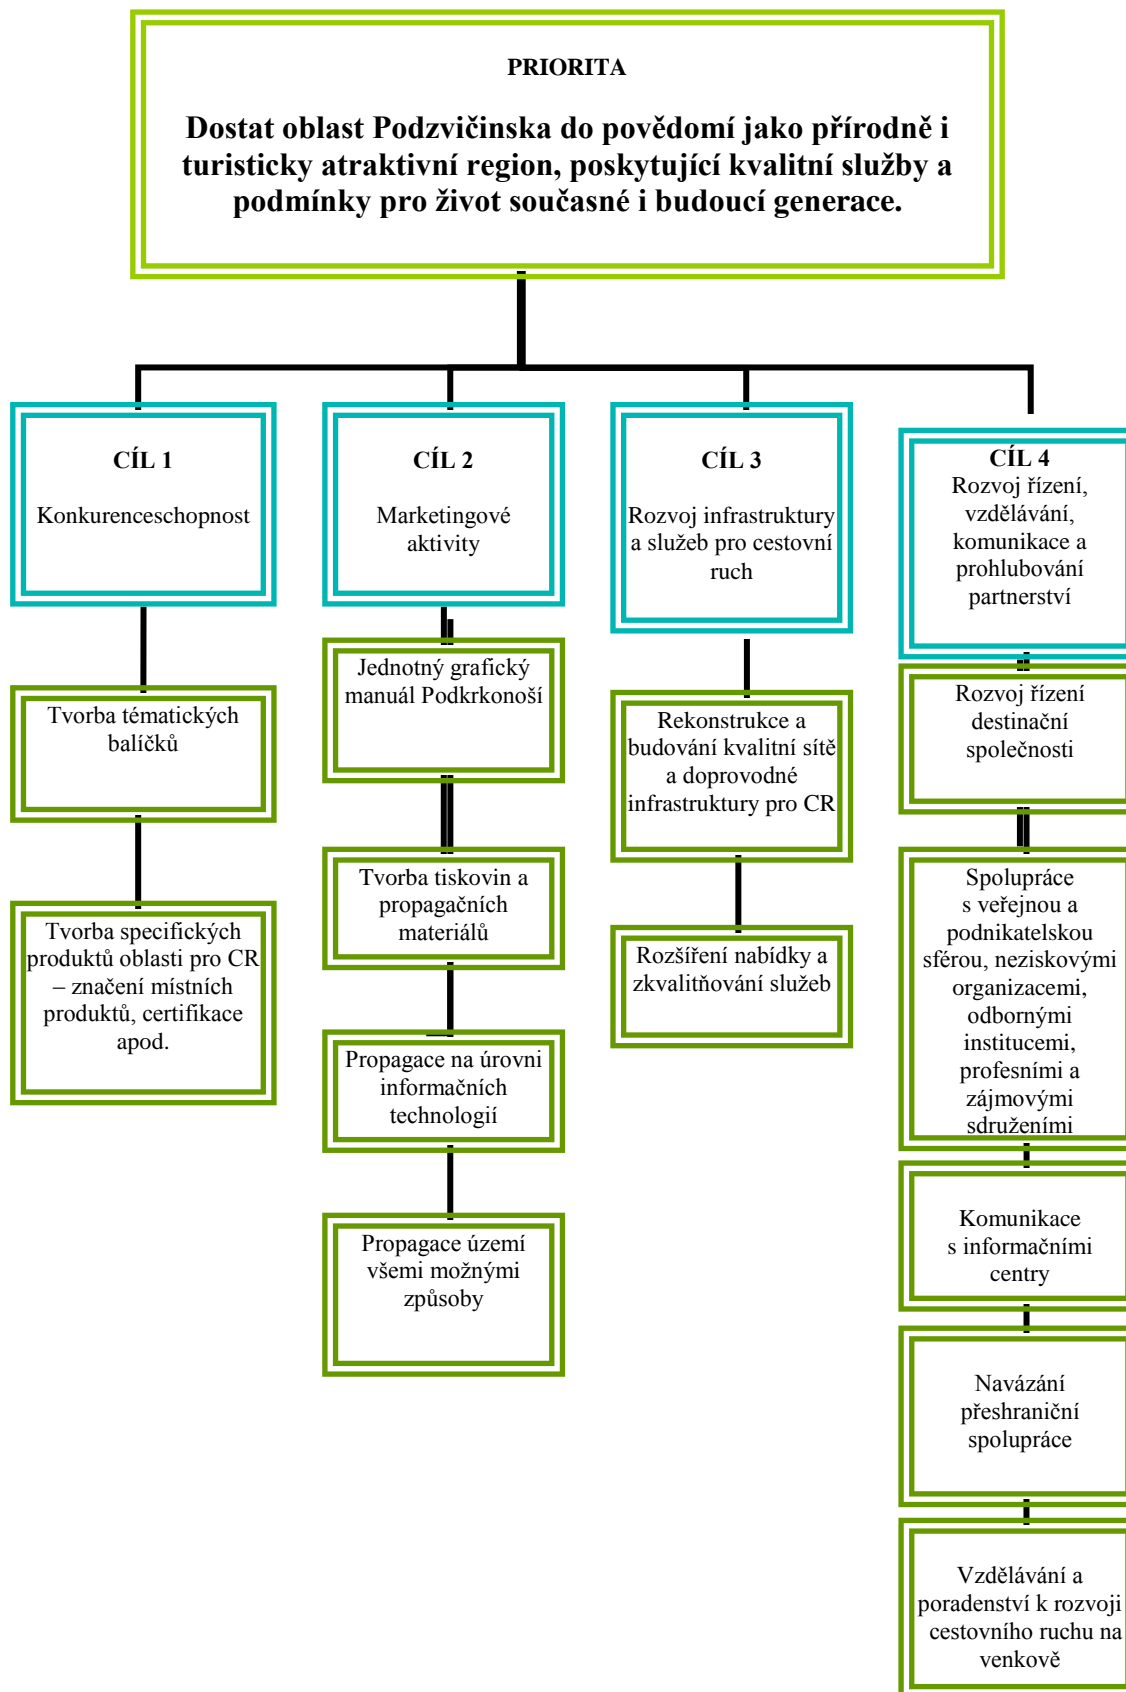 PRIORITA
Dostat oblast Podzvičinska do povědomí jako přírodně i
turisticky atraktivní region, poskytující kvalitní služby a
podmínky pro život současné i budoucí generace.
CÍL 1
Konkurenceschopnost
Tvorba tématických
balíčků
Tvorba specifických
produktů oblasti pro CR
– značení místních
produktů, certifikace
apod.
CÍL 2
Marketingové
aktivity
Jednotný grafický
manuál Podkrkonoší
Tvorba tiskovin a
propagačních
materiálů
Propagace na úrovni
informačních
technologií
Propagace území
všemi možnými
způsoby
CÍL 3
Rozvoj infrastruktury
a služeb pro cestovní
ruch
Rekonstrukce a
budování kvalitní sítě
a doprovodné
infrastruktury pro CR
Rozšíření nabídky a
zkvalitňování služeb
CÍL 4
Rozvoj řízení,
vzdělávání,
komunikace a
prohlubování
partnerství
Rozvoj řízení
destinační
společnosti
Spolupráce
s veřejnou a
podnikatelskou
sférou, neziskovými
organizacemi,
odbornými
institucemi,
profesními a
zájmovými
sdruženími
Komunikace
s informačními
centry
Navázání
přeshraniční
spolupráce
Vzdělávání a
poradenství k rozvoji
cestovního ruchu na
venkově